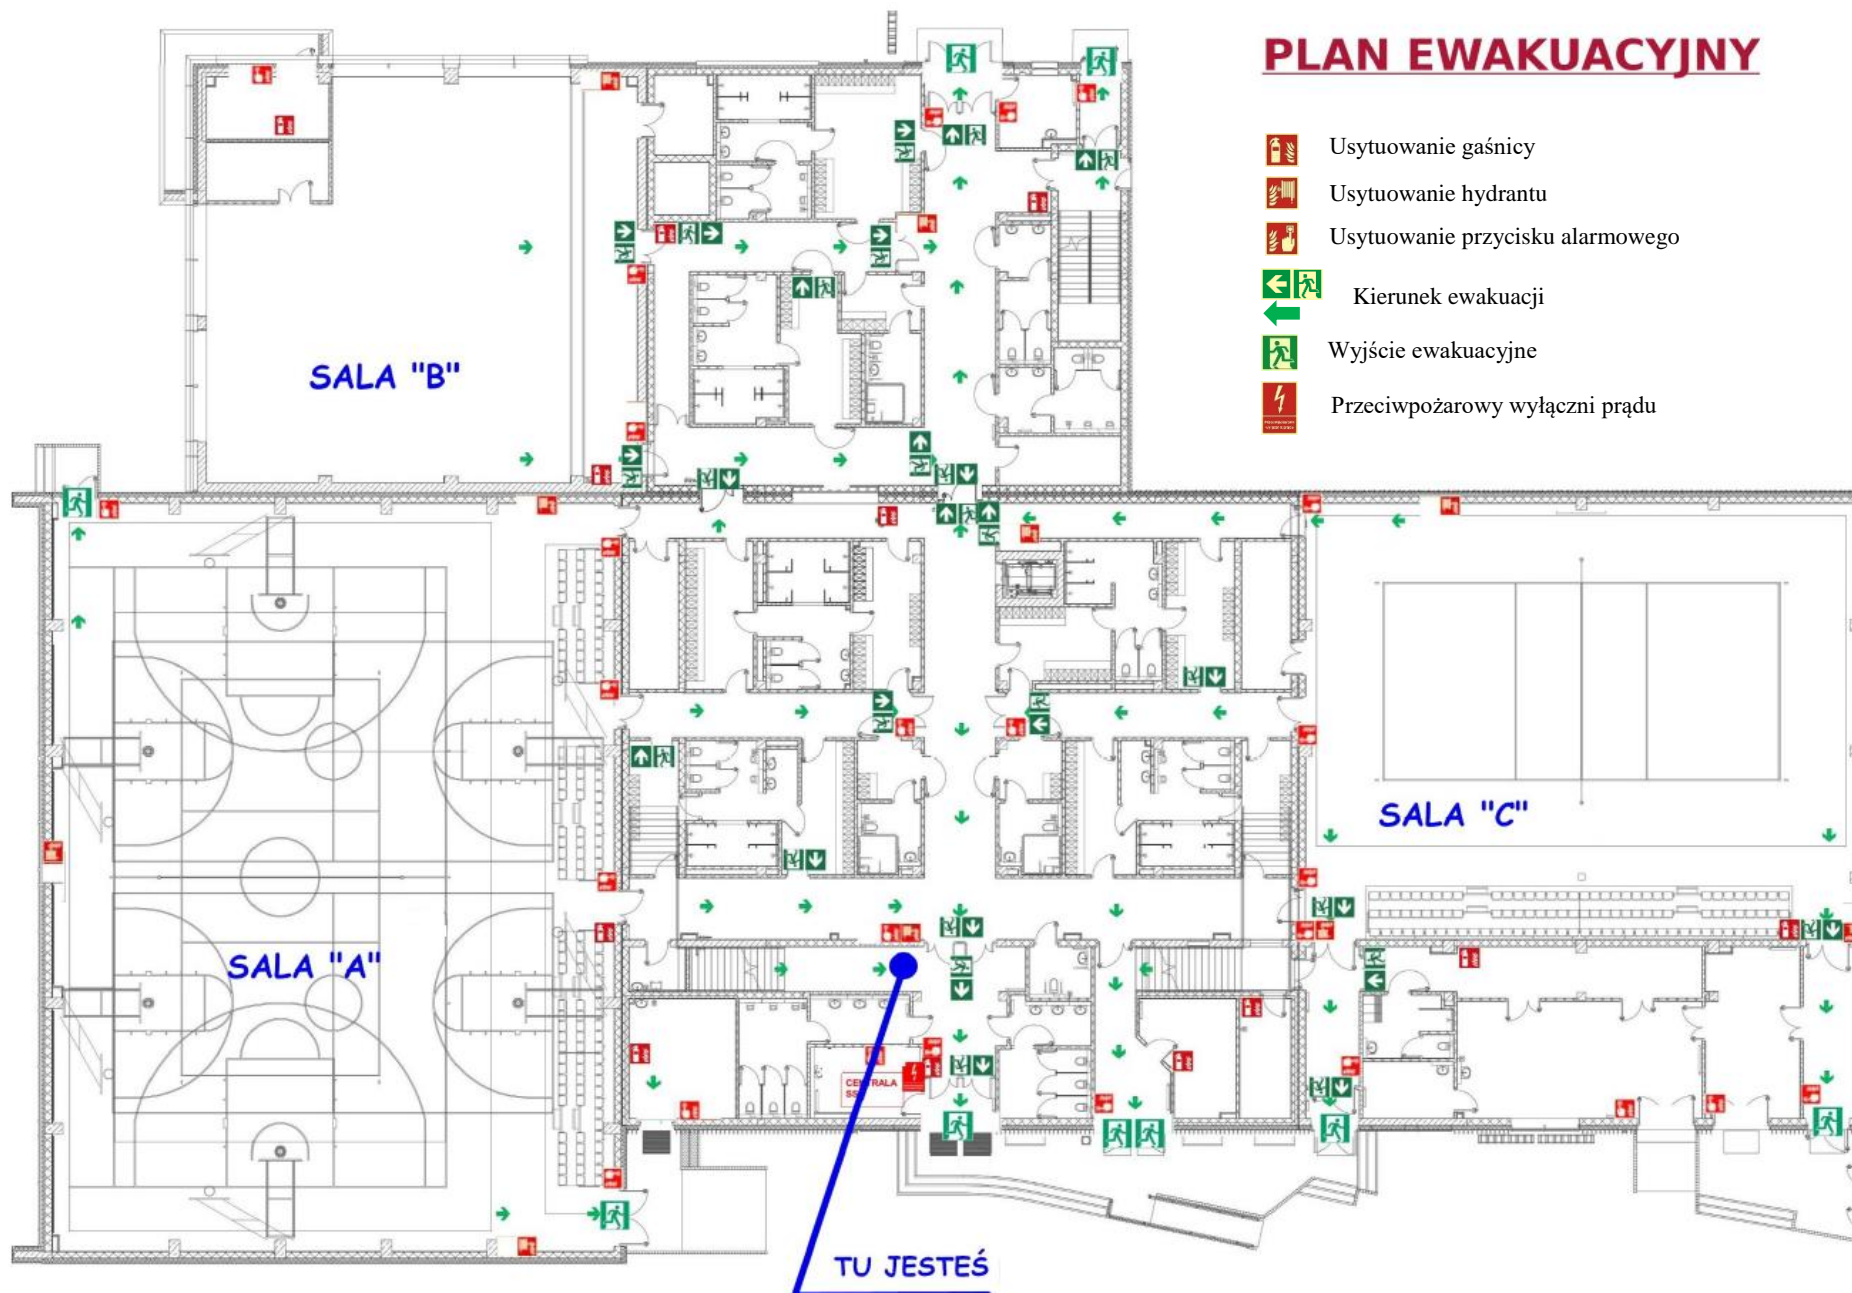 PLAN EWAKUACYJNY
Usytuowanie gaśnicy
Usytuowanie hydrantu
Usytuowanie przycisku alarmowego
Kierunek ewakuacji
Wyjście ewakuacyjne
Przeciwpożarowy wyłączni prądu
SALA "B"
SALA "C"
SALA "A"
TU JESTEŚ